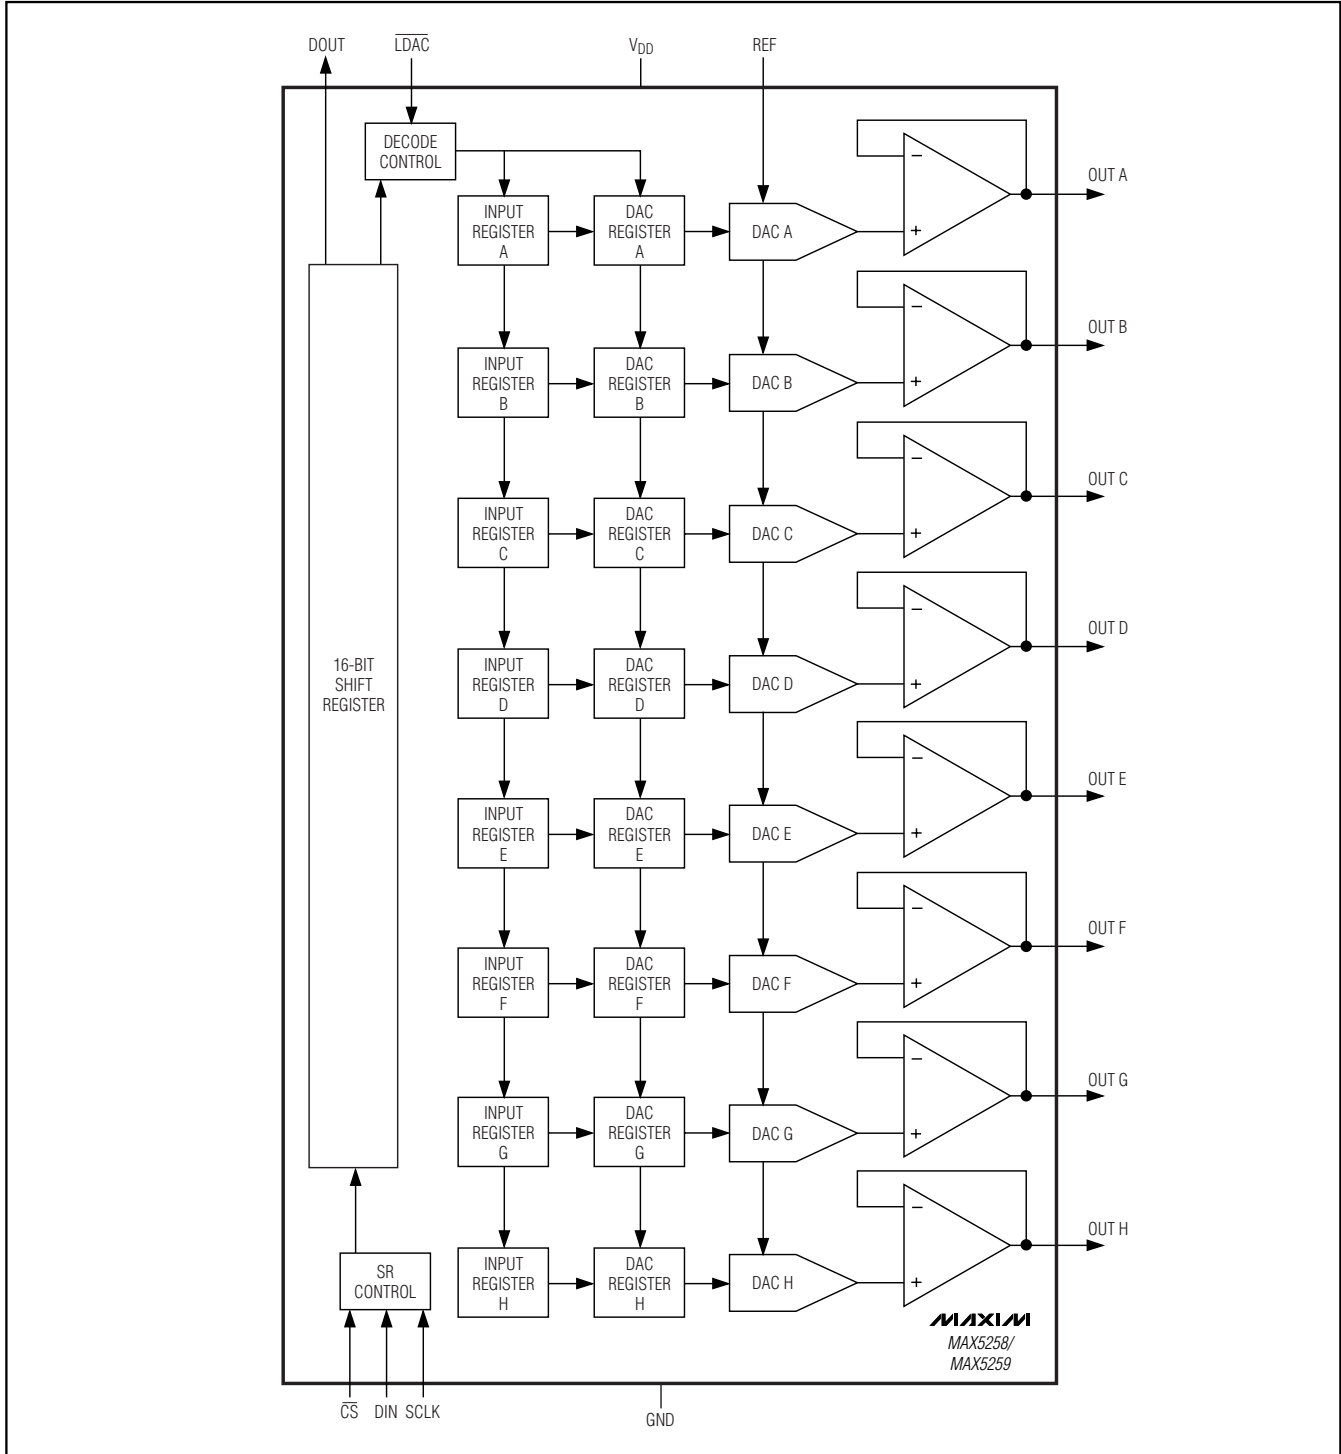 DOUT
LDAC
VDD
REF
DECODE
CONTROL
INPUT
REGISTER
A
DAC
REGISTER
A
DAC A
−
+
OUT A
INPUT
REGISTER
B
DAC
REGISTER
B
DAC B
−
+
OUT B
INPUT
REGISTER
C
DAC
REGISTER
C
DAC C
−
+
OUT C
16-BIT
SHIFT
REGISTER
INPUT
REGISTER
D
DAC
REGISTER
D
DAC D
−
+
OUT D
INPUT
REGISTER
E
DAC
REGISTER
E
DAC E
−
+
OUT E
INPUT
REGISTER
F
DAC
REGISTER
F
DAC F
−
+
OUT F
INPUT
REGISTER
G
DAC
REGISTER
G
DAC G
−
+
OUT G
SR
CONTROL
INPUT
REGISTER
H
DAC
REGISTER
H
DAC H
−
+
OUT H
MAXIM
MAX5258/
MAX5259
CS
DIN
SCLK
GND